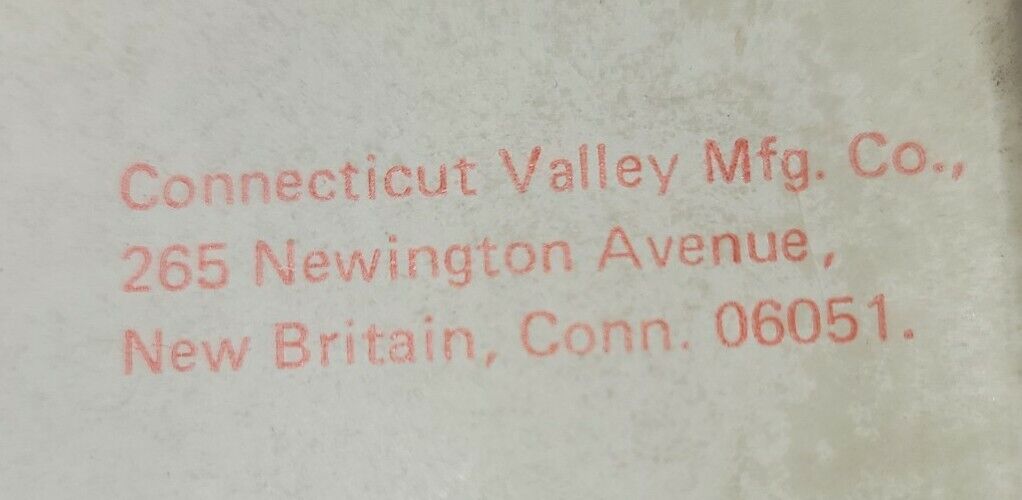 Connecticut Valley Mfg. Co.,
265 Newington Avenue,
New Britain, Conn. 06051.